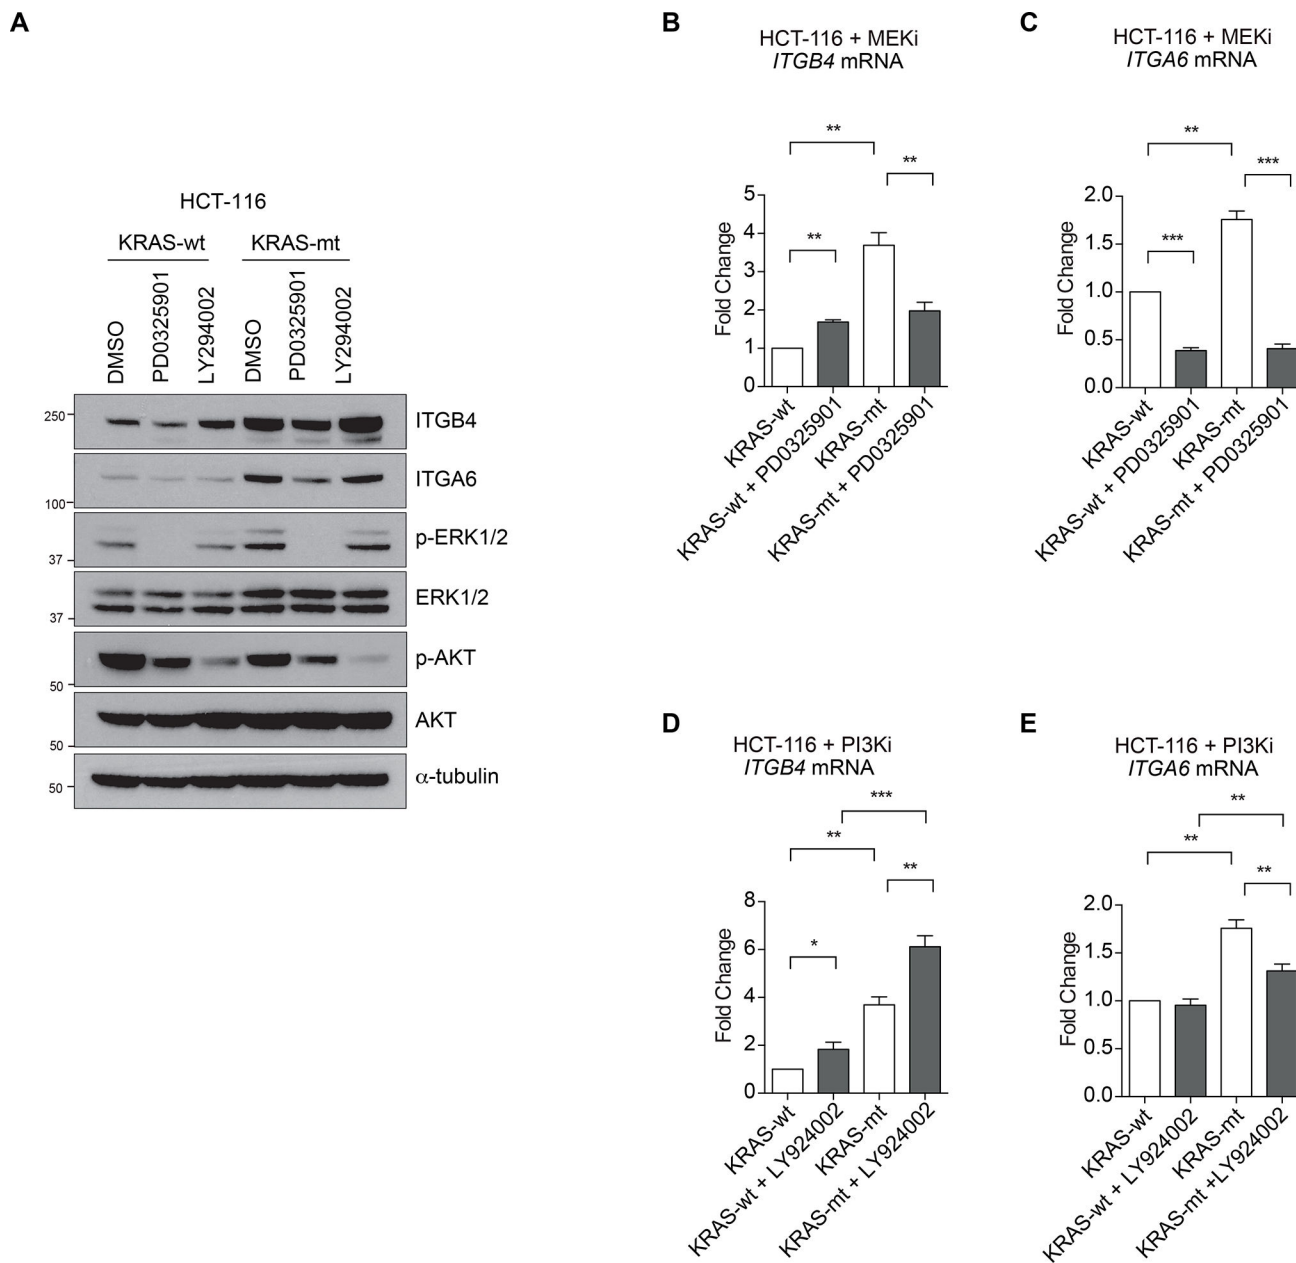 A
HCT-116
KRAS-wt
KRAS-mt
DMSO
PD0325901
LY294002
DMSO
PD0325901
LY294002
250
ITGB4
ITGA6
100
p-ERK1/2
37
ERK1/2
37
p-AKT
50
AKT
50
α-tubulin
50
B
HCT-116 + MEKi
ITGB4 mRNA
**
**
**
Fold Change
5
4
3
2
1
0
KRAS-wt
KRAS-wt + PD0325901
KRAS-mt
KRAS-mt + PD0325901
C
HCT-116 + MEKi
ITGA6 mRNA
**
***
***
Fold Change
2.0
1.5
1.0
0.5
0.0
KRAS-wt
KRAS-wt + PD0325901
KRAS-mt
KRAS-mt + PD0325901
D
HCT-116 + PI3Ki
ITGB4 mRNA
***
**
**
*
Fold Change
8
6
4
2
0
KRAS-wt
KRAS-wt + LY924002
KRAS-mt
KRAS-mt + LY924002
E
HCT-116 + PI3Ki
ITGA6 mRNA
**
**
**
Fold Change
2.0
1.5
1.0
0.5
0.0
KRAS-wt
KRAS-wt + LY924002
KRAS-mt
KRAS-mt +LY924002